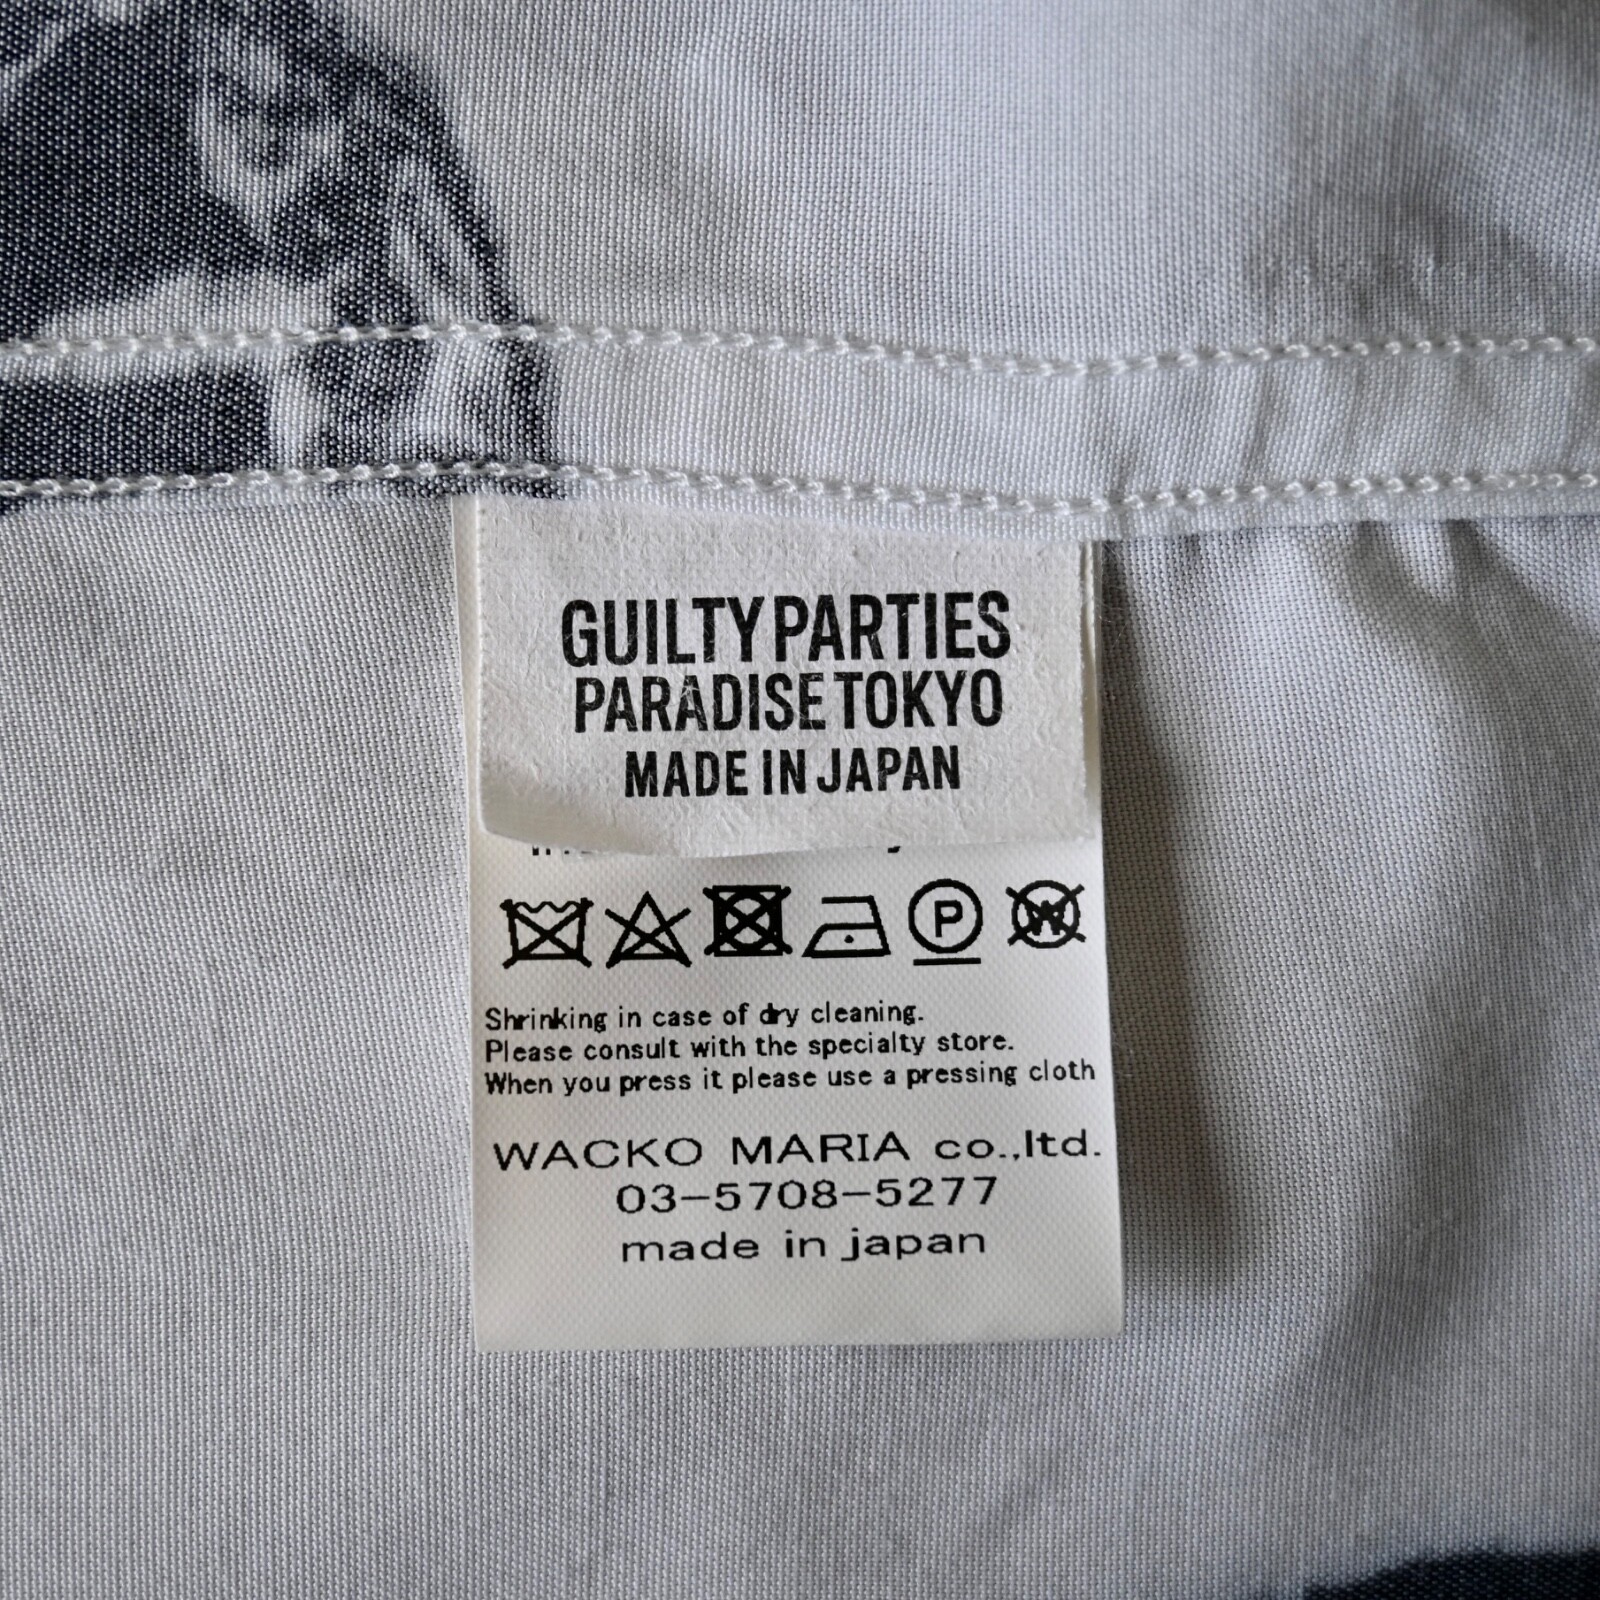 GUILTY PARTIES
PARADISE TOKYO
MADE IN JAPAN
P
W
Shrinking in case of dry cleaning.
Please consult with the specialty store.
When you press it please use a pressing cloth
WACKO MARIA co.,ltd.
03-5708-5277
made in japan